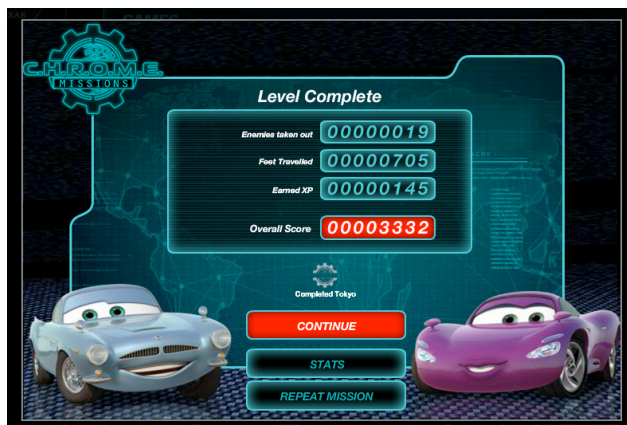 GAMES
C.H.R.O.M.E.
MISSIONS
Level Complete
Enemies taken out 00000019
Feet Travelled 00000705
Earned XP 00000145
Overall Score 00003332
Completed Tokyo
CONTINUE
STATS
REPEAT MISSION